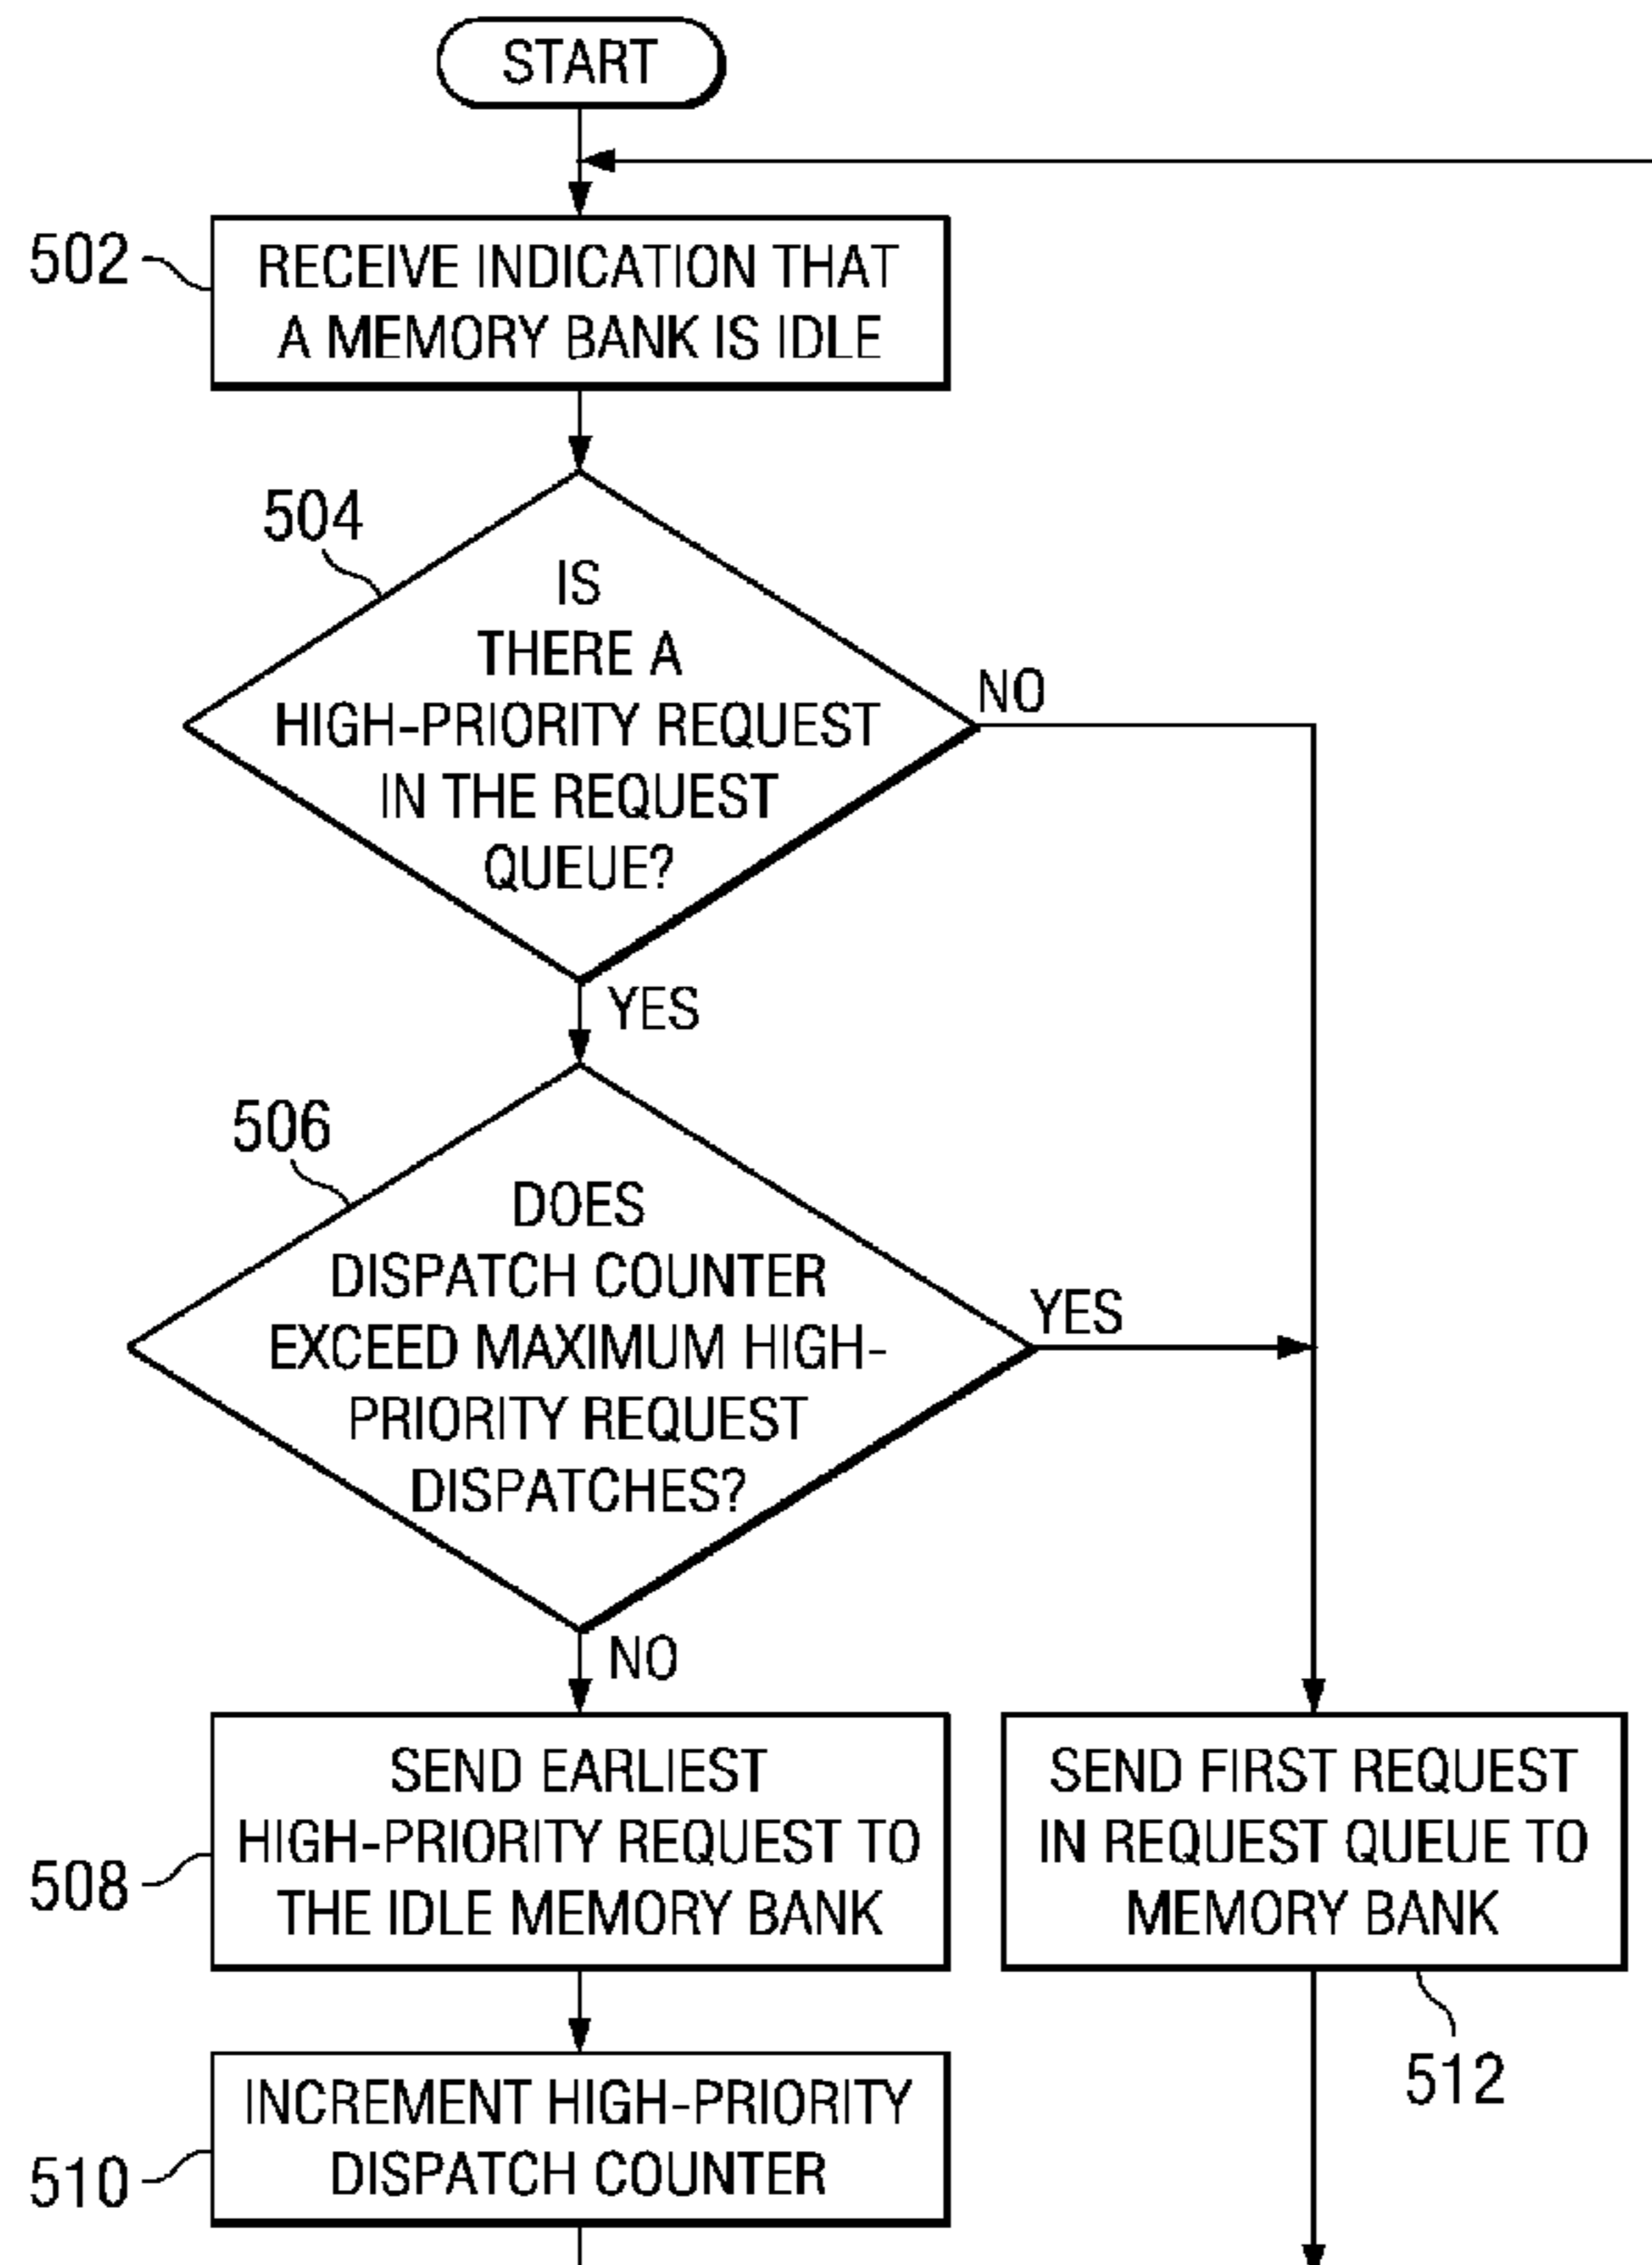 START
502
RECEIVE INDICATION THAT
A MEMORY BANK IS IDLE
504
IS
THERE A
HIGH-PRIORITY REQUEST
IN THE REQUEST
QUEUE?
NO
YES
506
DOES
DISPATCH COUNTER
EXCEED MAXIMUM HIGH-
PRIORITY REQUEST
DISPATCHES?
YES
NO
508
SEND EARLIEST
HIGH-PRIORITY REQUEST TO
THE IDLE MEMORY BANK
SEND FIRST REQUEST
IN REQUEST QUEUE TO
MEMORY BANK
512
510
INCREMENT HIGH-PRIORITY
DISPATCH COUNTER